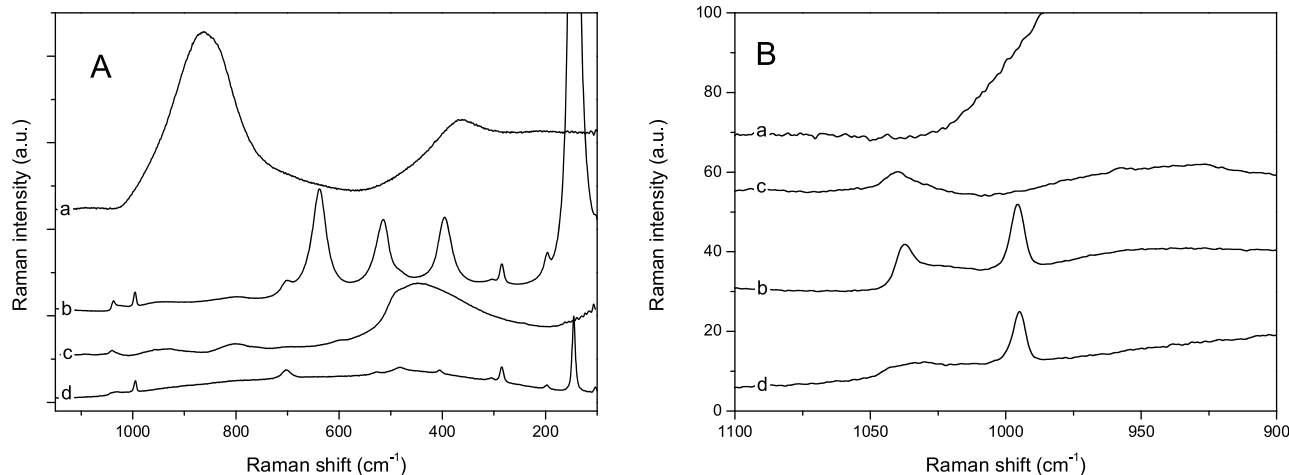 A
a
b
c
d
Raman intensity (a.u.)
1000 800 600 400 200
Raman shift (cm-1)
B
100
80
60
40
20
0
a
c
b
d
Raman intensity (a.u.)
1100 1050 1000 950 900
Raman shift (cm-1)